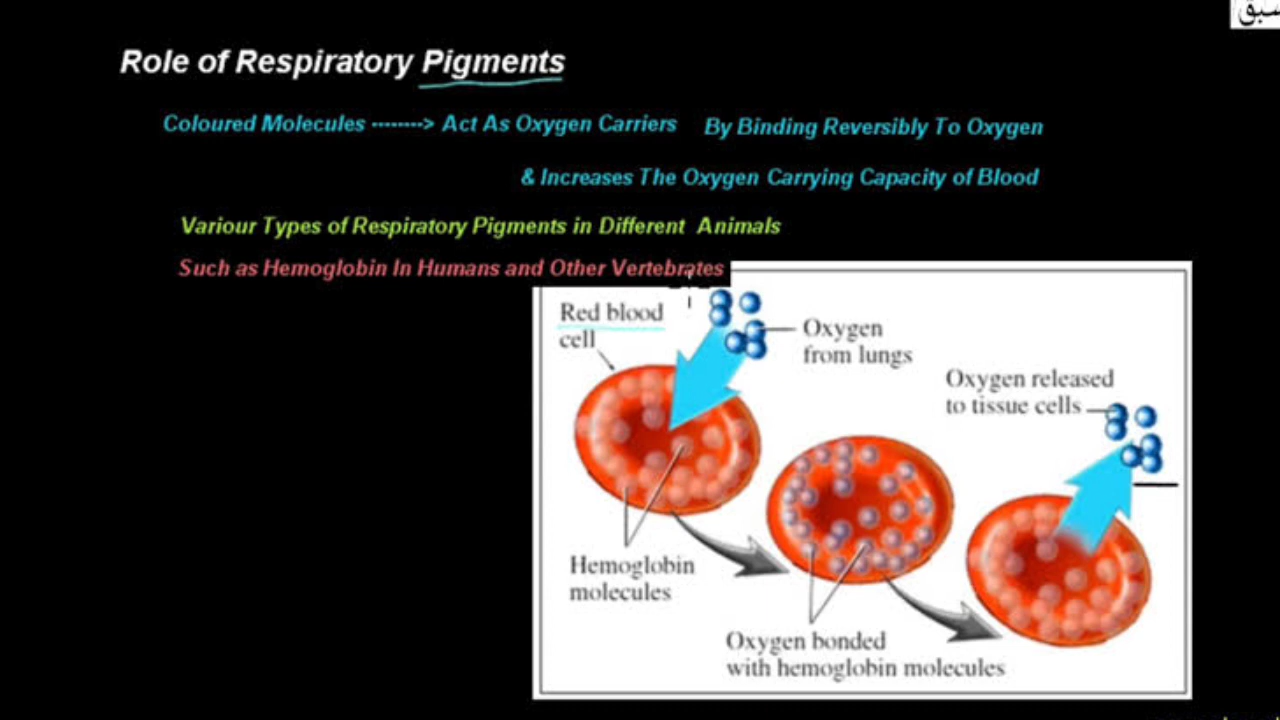 Role of Respiratory Pigments
Coloured Molecules --------> Act As Oxygen Carriers By Binding Reversibly To Oxygen
& Increases The Oxygen Carrying Capacity of Blood
Variour Types of Respiratory Pigments in Different Animals
Such as Hemoglobin In Humans and Other Vertebrates
Red blood
cell
Oxygen
from lungs
Oxygen released
to tissue cells
Hemoglobin
molecules
Oxygen bonded
with hemoglobin molecules